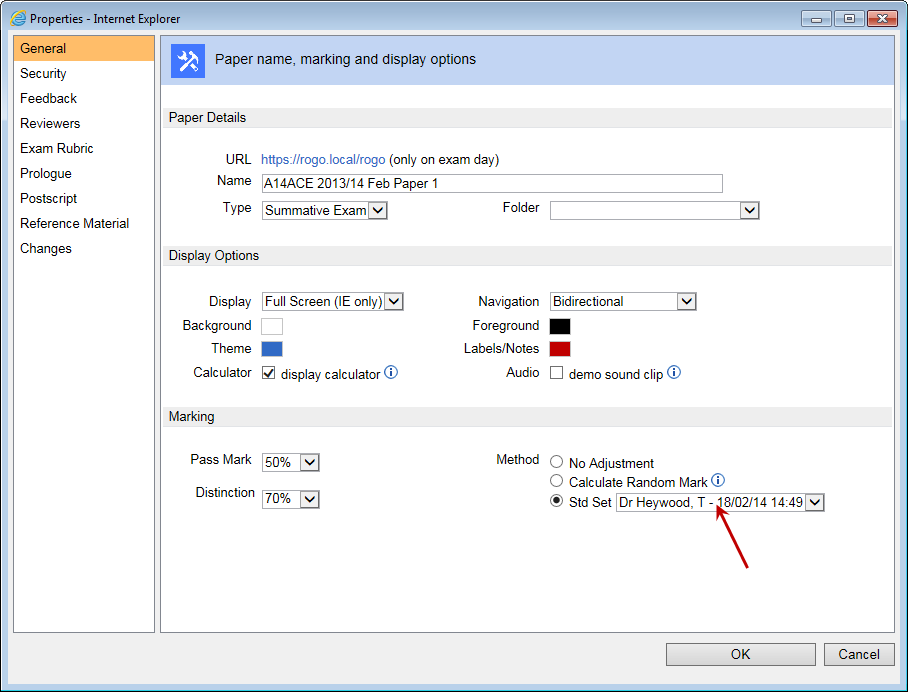 Properties - Internet Explorer
General
Security
Feedback
Reviewers
Exam Rubric
Prologue
Postscript
Reference Material
Changes
Paper name, marking and display options
Paper Details
URL https://rogo.local/rogo (only on exam day)
Name A14ACE 2013/14 Feb Paper 1
Type Summative Exam Folder
Display Options
Display Full Screen (IE only) Navigation Bidirectional
Background Foreground
Theme Labels/Notes
Calculator display calculator Audio demo sound clip
Marking
Pass Mark 50% Method No Adjustment
Calculate Random Mark
Distinction 70% Std Set Dr Heywood, T - 18/02/14 14:49
OK Cancel